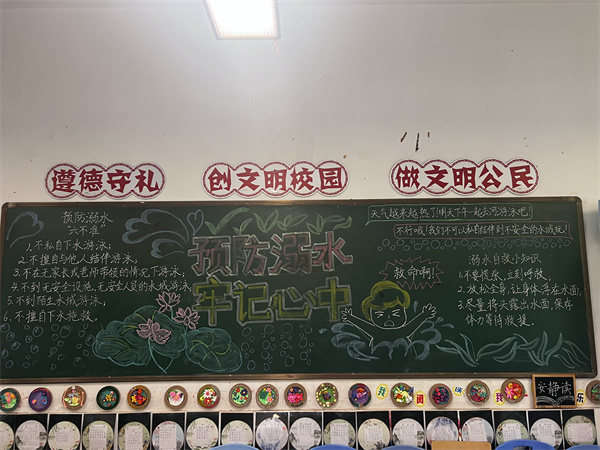 遵德守礼
创文明校园
做文明公民
预防溺水
"六不准"
1.不私自下水游泳;
2.不擅自与他人结伴游泳;
3.不在无家长或老师带领的情况下游泳;
4.不到无安全设施、无安全人员的水域游泳;
5.不到陌生水域游泳;
6.不擅自下水施救。
预防溺水
牢记心中
天气越来越热了!明天下午一起去河游泳吧!
不行哦!我们不可以私自结伴到不安全的水域玩!
救命啊!
溺水自救小知识
1.不要慌张,立刻呼救。
2.放松全身,让身体浮在水面。
3.尽量将头露出水面,保存
体力等待救援。
安静读